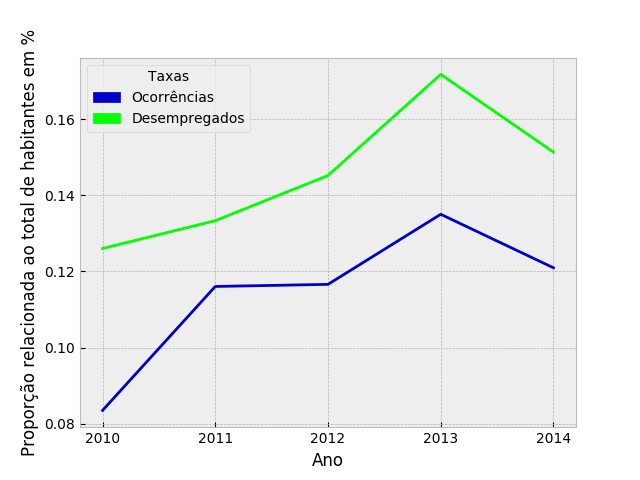 Proporção relacionada ao total de habitantes em %
Taxas
Ocorrências
Desempregados
0.16
0.14
0.12
0.10
0.08
2010 2011 2012 2013 2014
Ano